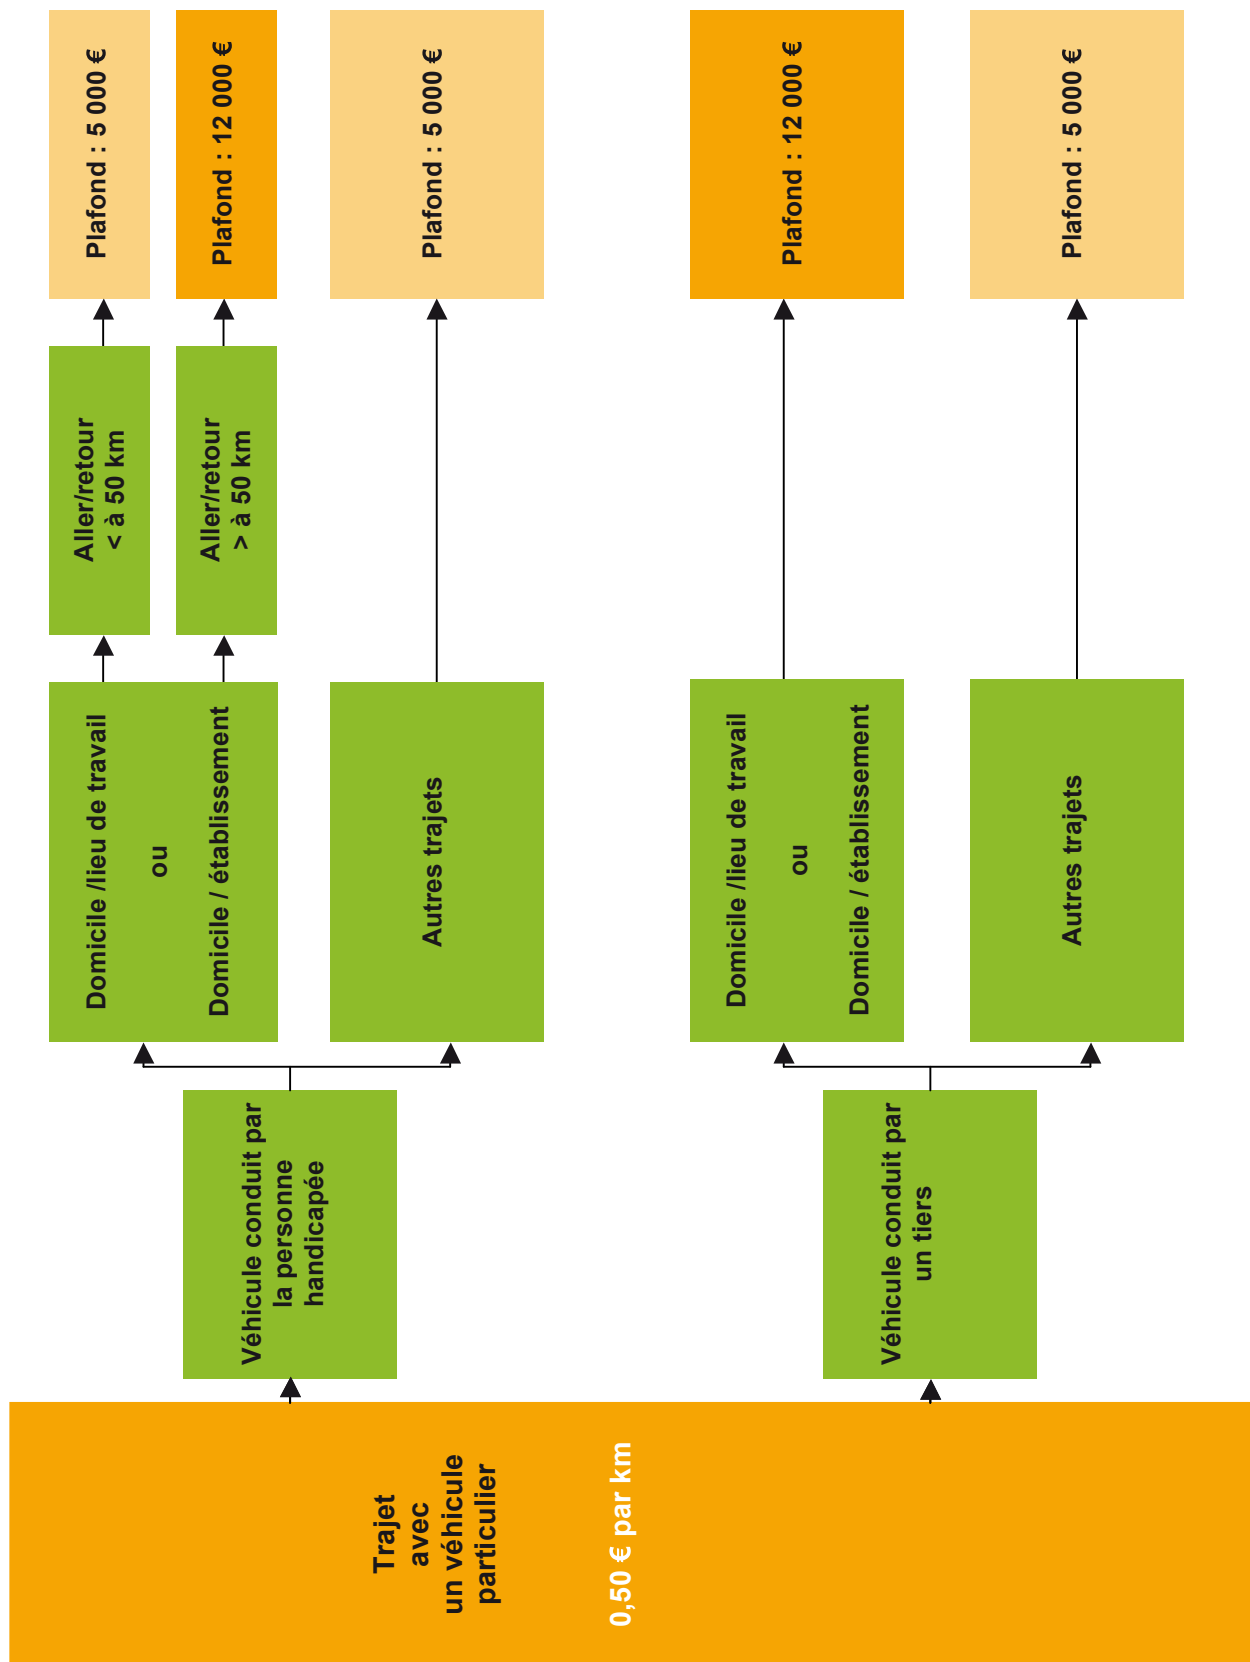 Trajet
avec
un véhicule
particulier
0,50 € par km
Véhicule conduit par
la personne
handicapée
Domicile /lieu de travail
ou
Domicile / établissement
Aller/retour
< à 50 km
Plafond : 5 000 €
Aller/retour
> à 50 km
Plafond : 12 000 €
Autres trajets
Plafond : 5 000 €
Véhicule conduit par
un tiers
Domicile /lieu de travail
ou
Domicile / établissement
Plafond : 12 000 €
Autres trajets
Plafond : 5 000 €